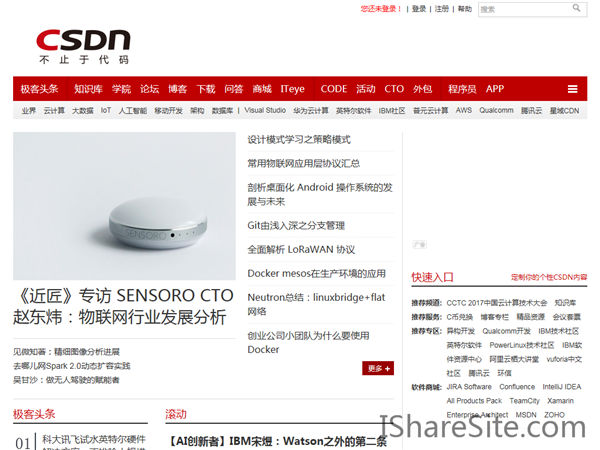 您还未登录！ | 登录 | 注册 | 帮助
搜索
CSDN
不止于代码
极客头条 知识库 学院 论坛 博客 下载 问答 商城 ITeye CODE 活动 CTO 外包 程序员 APP
业界 云计算 大数据 IoT 人工智能 移动开发 架构 数据库 | Visual Studio 华为云计算 英特尔软件 IBM社区 普元云计算 AWS Qualcomm 腾讯云 星域CDN
SENSORO
《近匠》专访 SENSORO CTO
赵东炜：物联网行业发展分析
见微知著：精细图像分析进展
去哪儿网Spark 2.0动态扩容实践
吴甘沙：做无人驾驶的赋能者
设计模式学习之策略模式
常用物联网应用层协议汇总
剖析桌面化 Android 操作系统的发
展与未来
Git由浅入深之分支管理
全面解析 LoRaWAN 协议
Docker mesos在生产环境的应用
Neutron总结：linuxbridge+flat
网络
创业公司小团队为什么要使用
Docker
更多 +
广告
快速入口 定制你的个性CSDN内容
推荐频道: CCTC 2017中国云计算技术大会 知识库
推荐服务: C币兑换 博客专栏 精品资源 会议套票
推荐专区: 异构开发 Qualcomm开发 IBM技术社区
英特尔软件 PowerLinux技术社区 IBM软
件资源中心 阿里云栖大讲堂 vuforia中文
社区 腾讯云 环信
软件商城: JIRA Software Confluence IntelliJ IDEA
All Products Pack TeamCity Xamarin
Enterprise Architect MSDN ZOHO
极客头条
01 科大讯飞试水英特尔硬件
滚动
【AI创新者】IBM宋煜：Watson之外的第二条
JShareSite.com